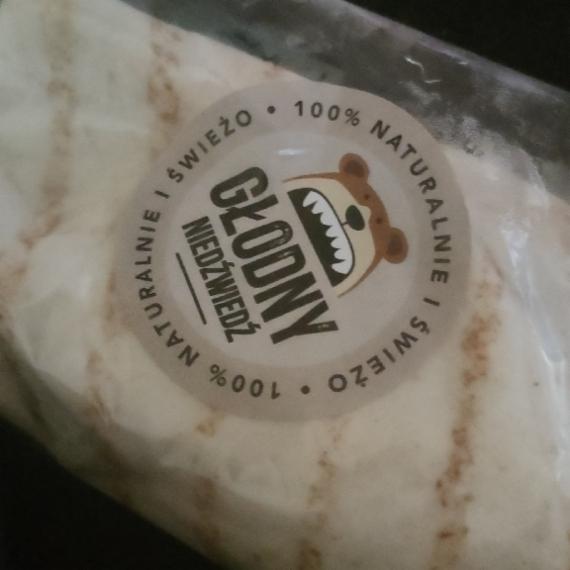 100% NATURALNIE I ŚWIEŻO • 100% NATURALNIE I ŚWIEŻO •
GŁODNY
NIEDŹWIEDŹ